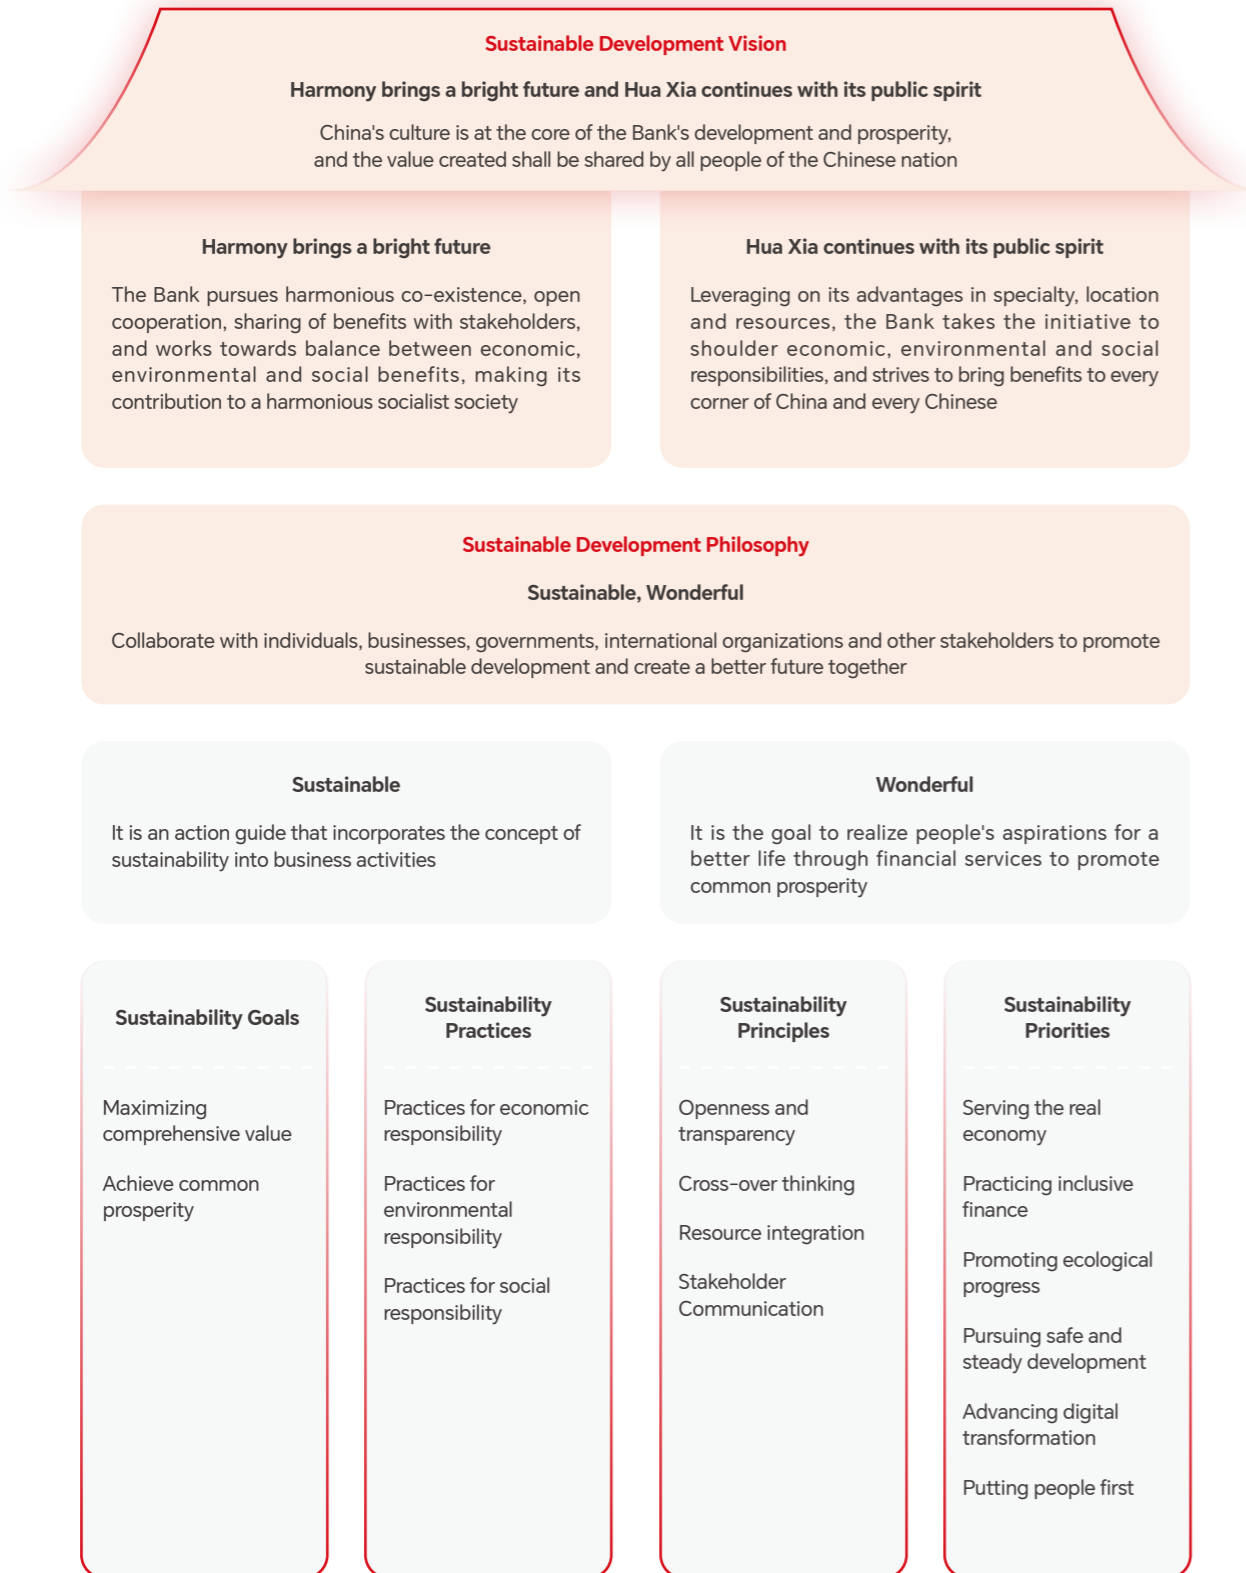 Sustainable Development Vision
Harmony brings a bright future and Hua Xia continues with its public spirit
China's culture is at the core of the Bank's development and prosperity,
and the value created shall be shared by all people of the Chinese nation
Harmony brings a bright future
The Bank pursues harmonious co-existence, open
cooperation, sharing of benefits with stakeholders,
and works towards balance between economic,
environmental and social benefits, making its
contribution to a harmonious socialist society
Hua Xia continues with its public spirit
Leveraging on its advantages in specialty, location
and resources, the Bank takes the initiative to
shoulder economic, environmental and social
responsibilities, and strives to bring benefits to every
corner of China and every Chinese
Sustainable Development Philosophy
Sustainable, Wonderful
Collaborate with individuals, businesses, governments, international organizations and other stakeholders to promote
sustainable development and create a better future together
Sustainable
It is an action guide that incorporates the concept of
sustainability into business activities
Wonderful
It is the goal to realize people's aspirations for a
better life through financial services to promote
common prosperity
Sustainability Goals
Maximizing
comprehensive value
Achieve common
prosperity
Sustainability
Practices
Practices for economic
responsibility
Practices for
environmental
responsibility
Practices for social
responsibility
Sustainability
Principles
Openness and
transparency
Cross-over thinking
Resource integration
Stakeholder
Communication
Sustainability
Priorities
Serving the real
economy
Practicing inclusive
finance
Promoting ecological
progress
Pursuing safe and
steady development
Advancing digital
transformation
Putting people first